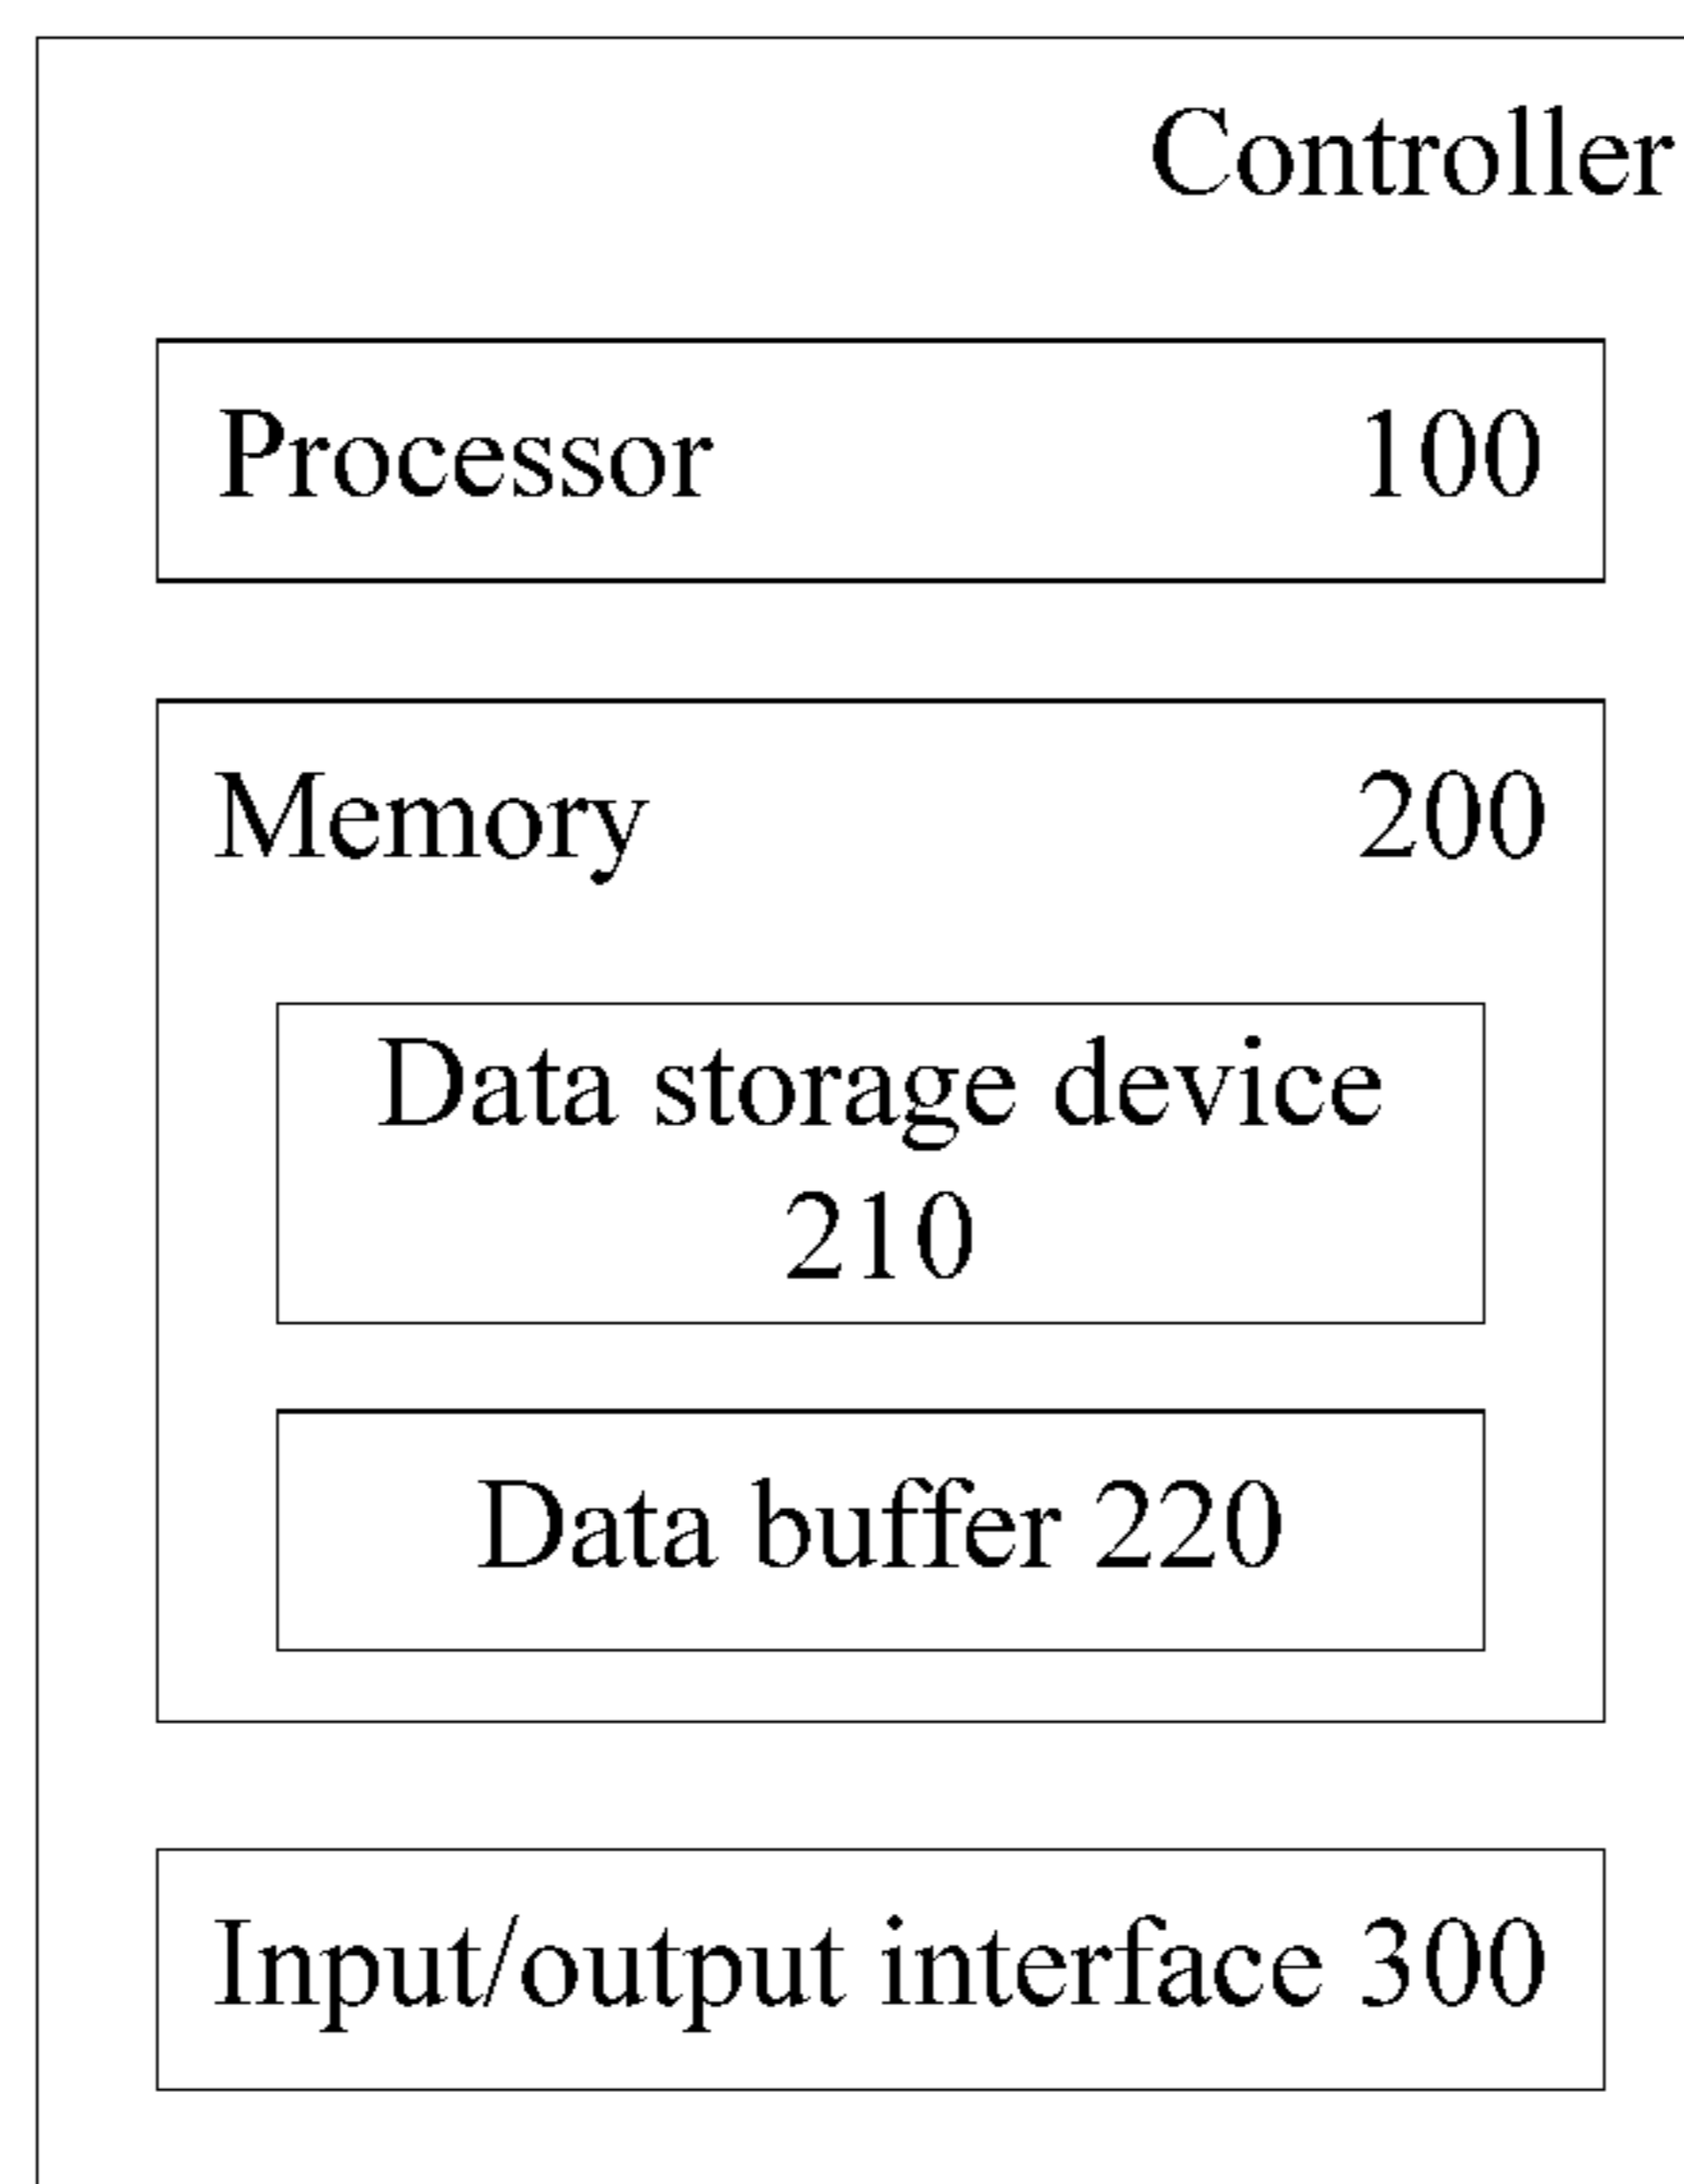 Controller
Processor 100
Memory 200
Data storage device
210
Data buffer 220
Input/output interface 300